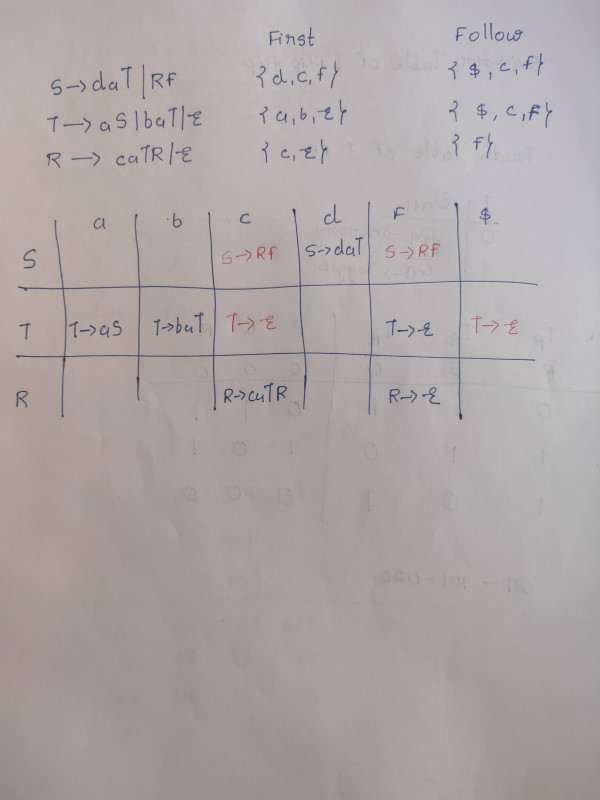 First Follow
S→daT|Rf {d,c,f} {$,c,f}
T→aS|baT|ε {a,b,ε} {$,c,F}
R→caTR|ε {c,ε} {f}
a b c d F $
S S→Rf S→daT S→Rf
T T→aS T→baT T→ε T→ε T→ε
R R→caTR R→ε